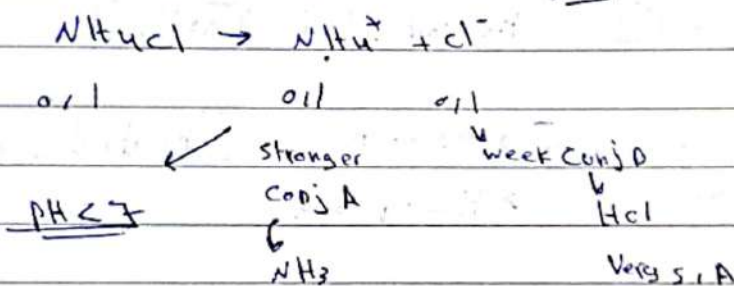 NH4Cl → NH4⁺ + Cl⁻
0,1 0,1 0,1
stronger week Conj B
Conj A HCl
PH < 7
NH3 Very s, A